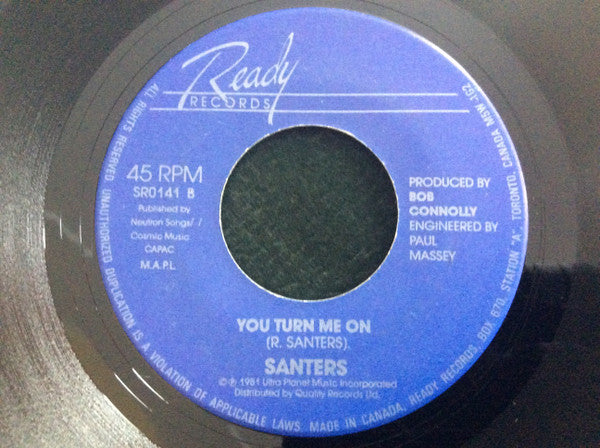 Ready
RECORDS
45 RPM
SR0141 B
Published by
Neutron Songs/ /
Cosmic Music
CAPAC
M.A.P.L.
PRODUCED BY
BOB
CONNOLLY
ENGINEERED BY
PAUL
MASSEY
YOU TURN ME ON
(R. SANTERS)
SANTERS
©℗ 1981 Ultra Planet Music Incorporated
Distributed by Quality Records Ltd.
ALL RIGHTS RESERVED UNAUTHORIZED DUPLICATION IS A VIOLATION OF APPLICABLE LAWS. MADE IN CANADA, READY RECORDS, BOX 670, STATION "A", TORONTO, CANADA M5W-1G2